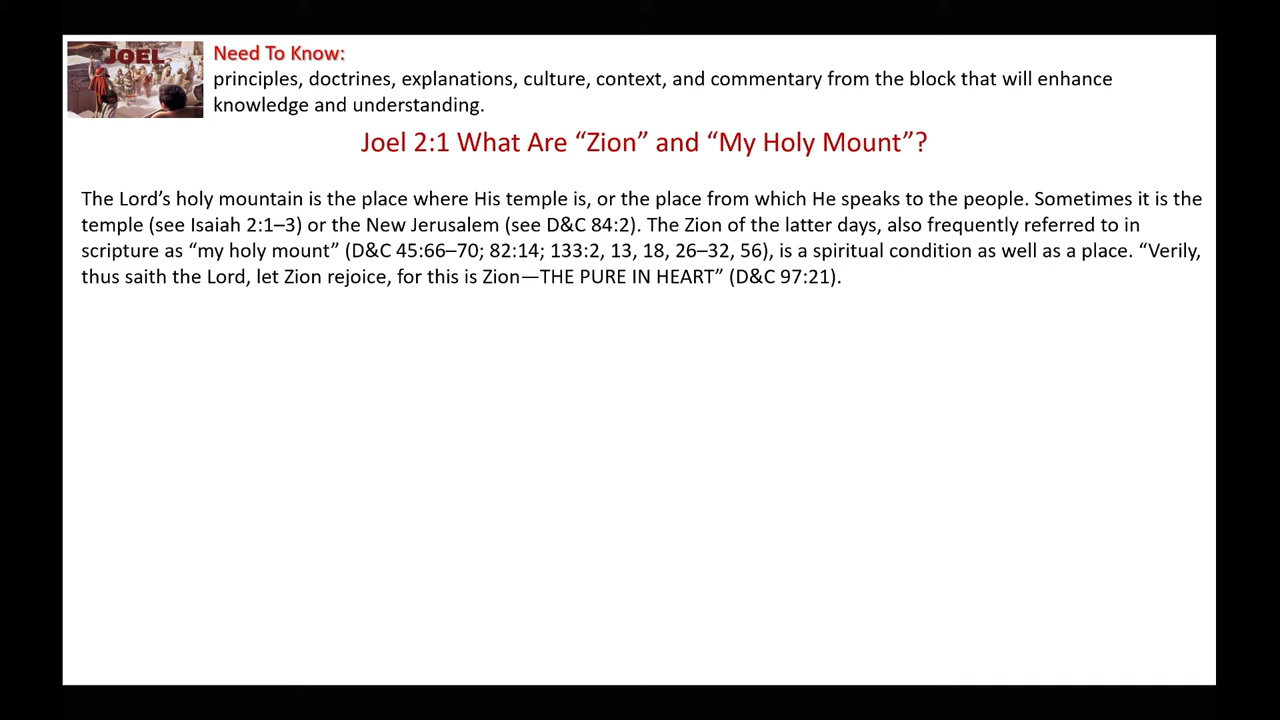 JOEL
Need To Know:
principles, doctrines, explanations, culture, context, and commentary from the block that will enhance
knowledge and understanding.
Joel 2:1 What Are “Zion” and “My Holy Mount”?
The Lord’s holy mountain is the place where His temple is, or the place from which He speaks to the people. Sometimes it is the
temple (see Isaiah 2:1–3) or the New Jerusalem (see D&C 84:2). The Zion of the latter days, also frequently referred to in
scripture as “my holy mount” (D&C 45:66–70; 82:14; 133:2, 13, 18, 26–32, 56), is a spiritual condition as well as a place. “Verily,
thus saith the Lord, let Zion rejoice, for this is Zion—THE PURE IN HEART” (D&C 97:21).